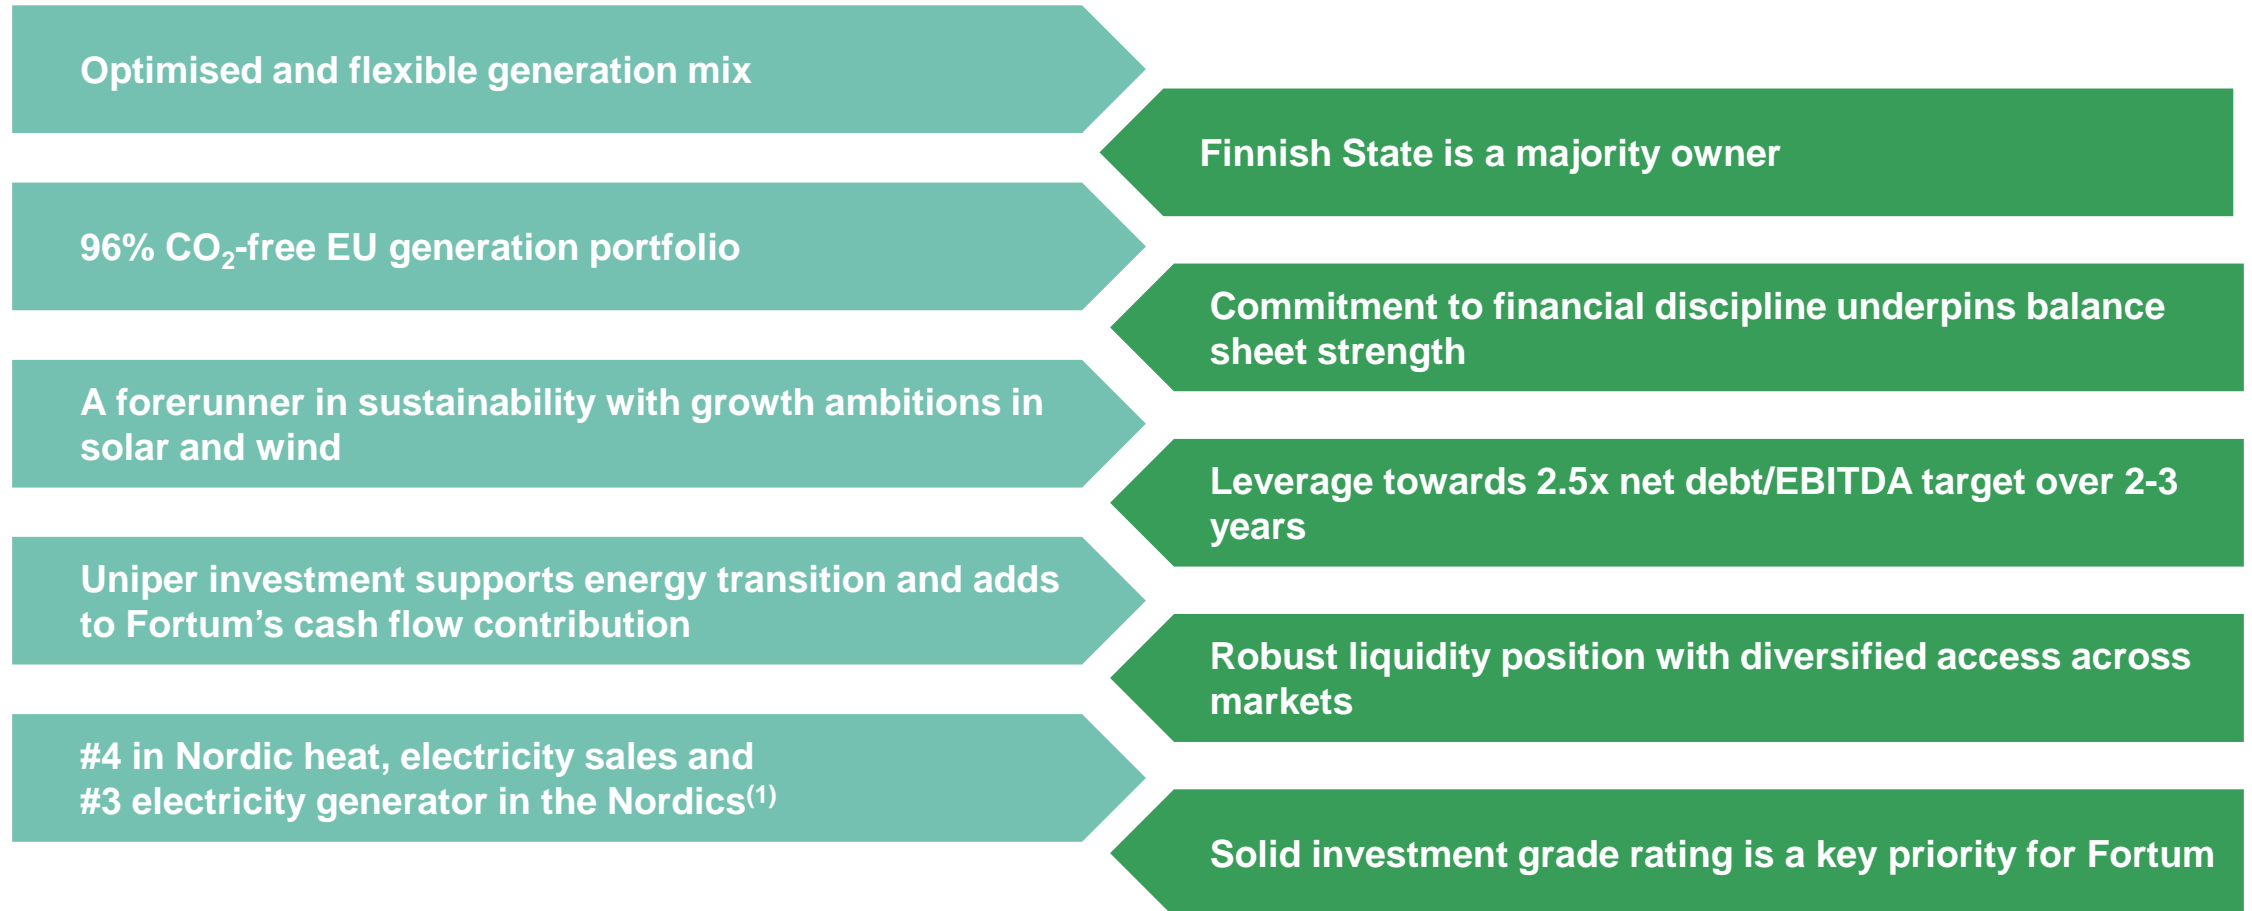 Optimised and flexible generation mix
Finnish State is a majority owner
96% CO₂-free EU generation portfolio
Commitment to financial discipline underpins balance
sheet strength
A forerunner in sustainability with growth ambitions in
solar and wind
Leverage towards 2.5x net debt/EBITDA target over 2-3
years
Uniper investment supports energy transition and adds
to Fortum’s cash flow contribution
Robust liquidity position with diversified access across
markets
#4 in Nordic heat, electricity sales and
#3 electricity generator in the Nordics⁽¹⁾
Solid investment grade rating is a key priority for Fortum